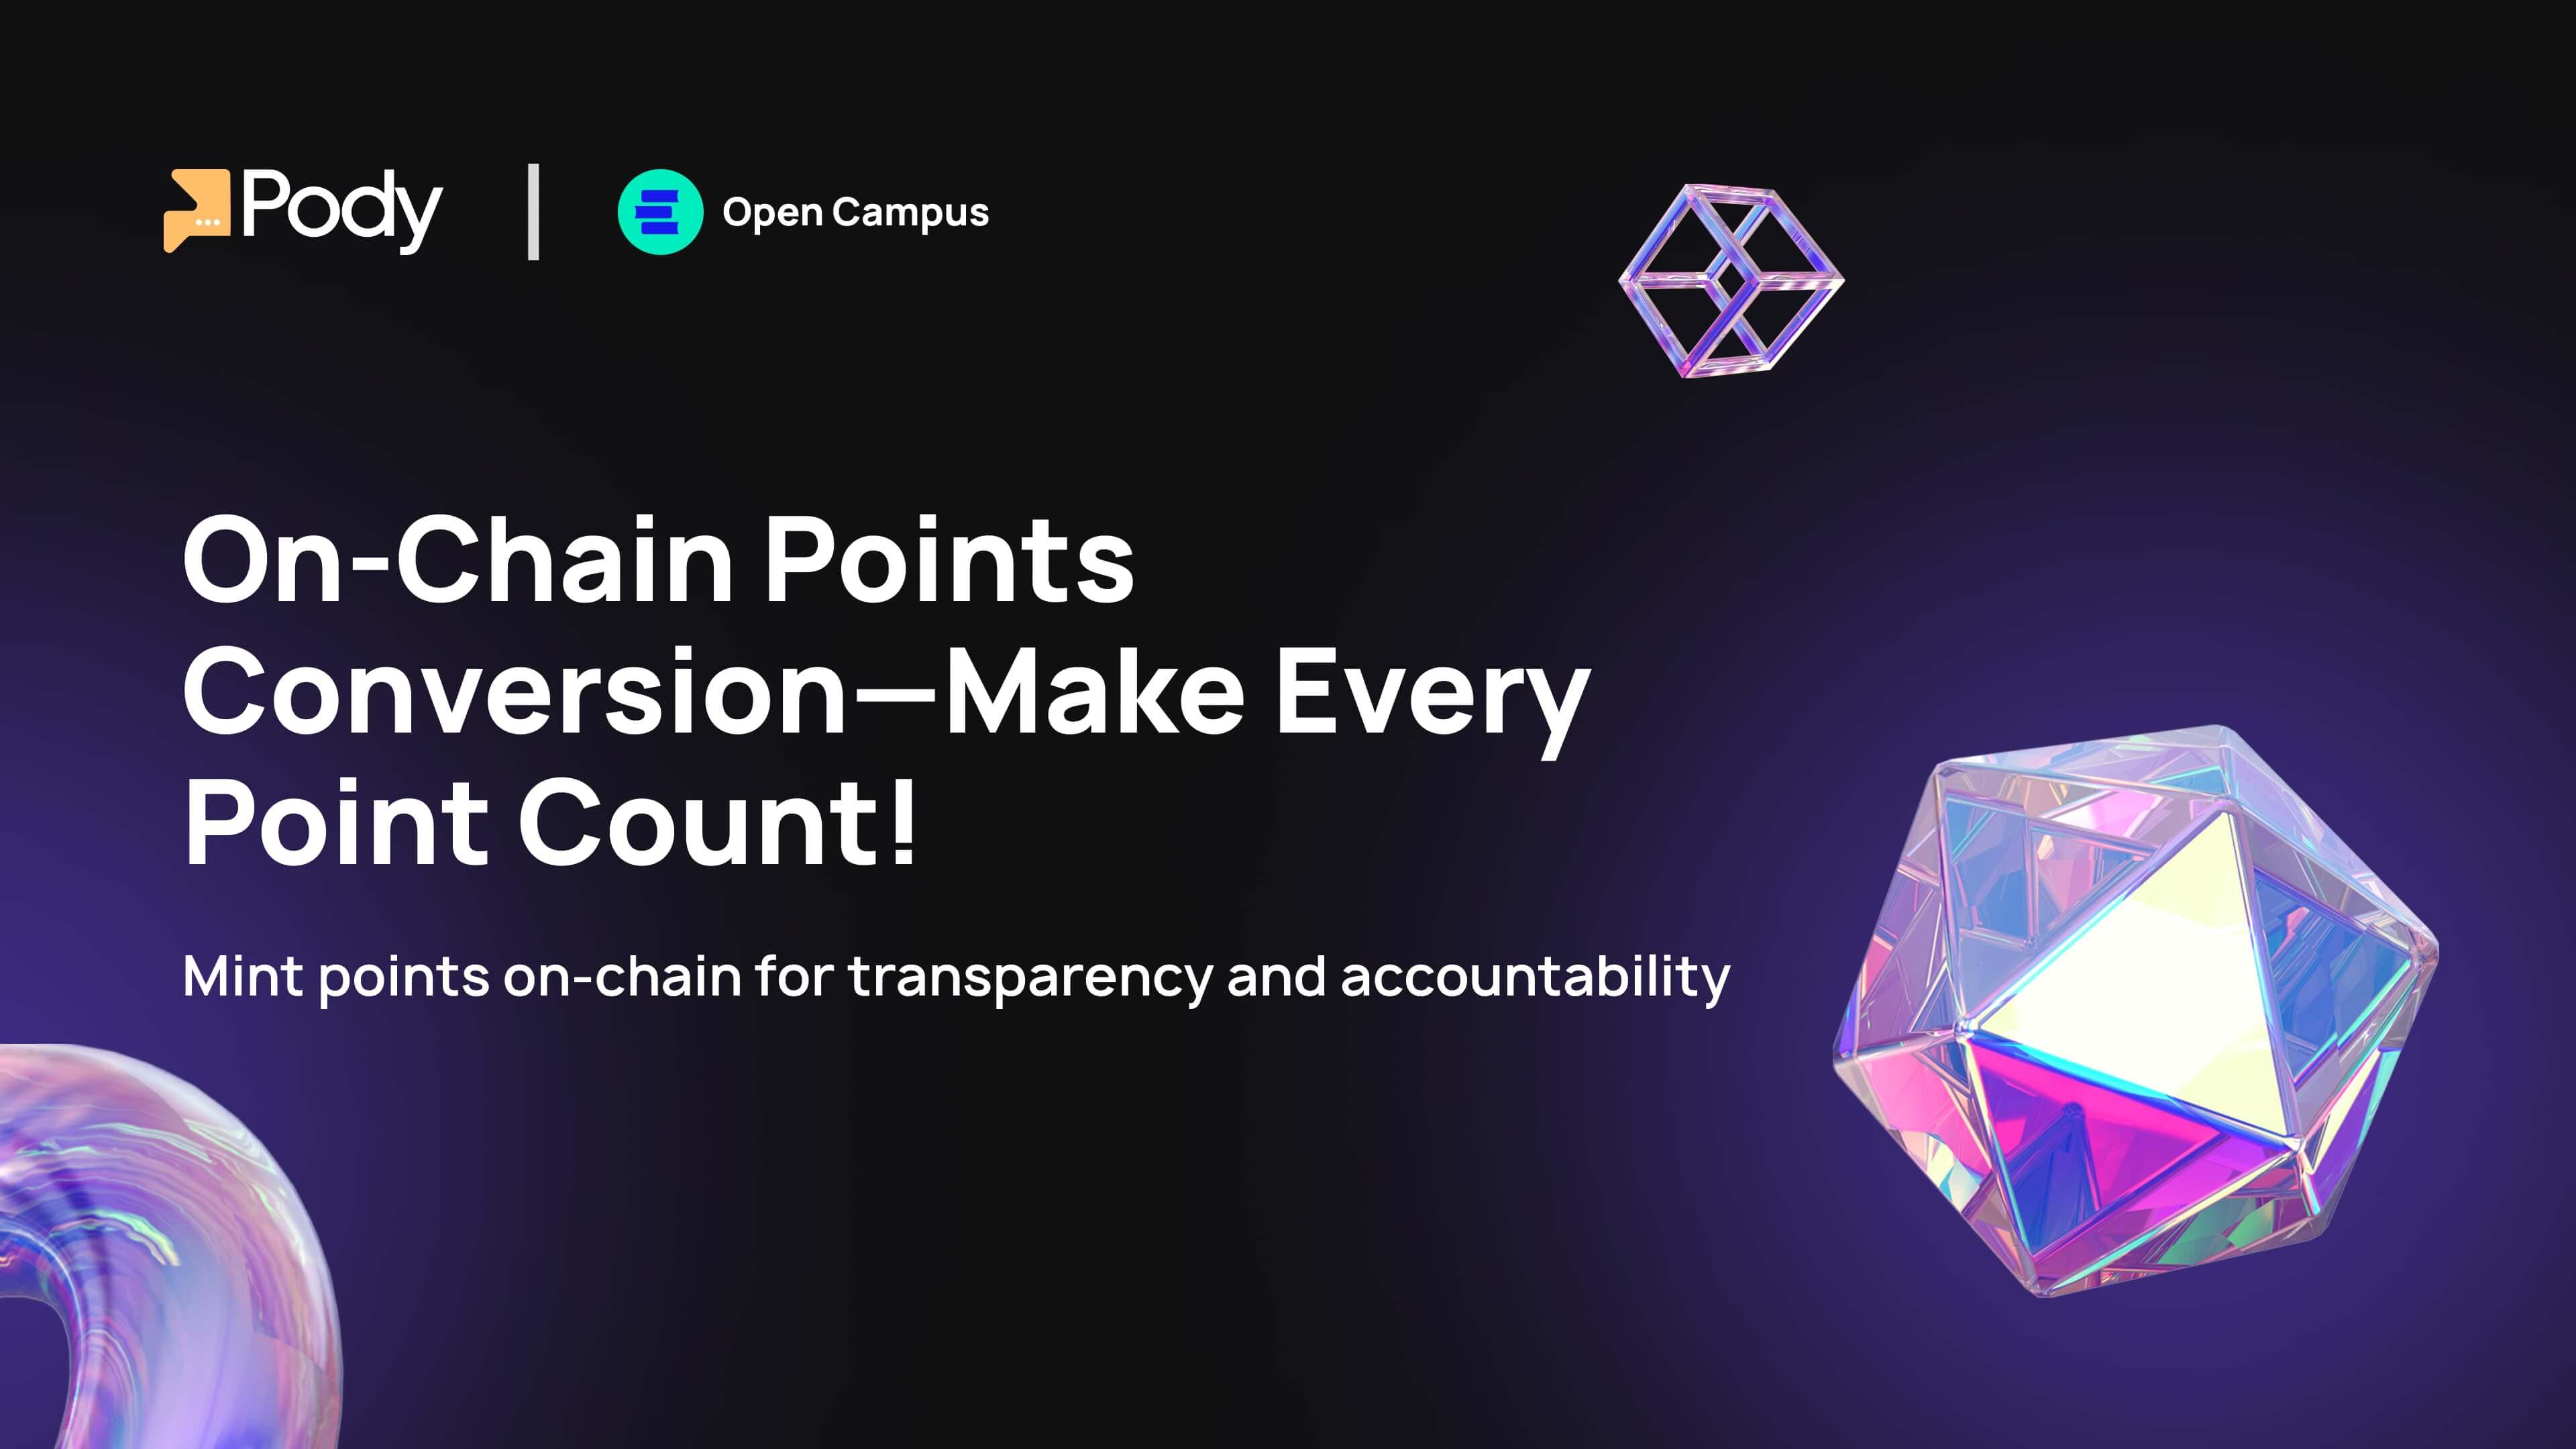 Pody
Open Campus
On-Chain Points
Conversion—Make Every
Point Count!
Mint points on-chain for transparency and accountability